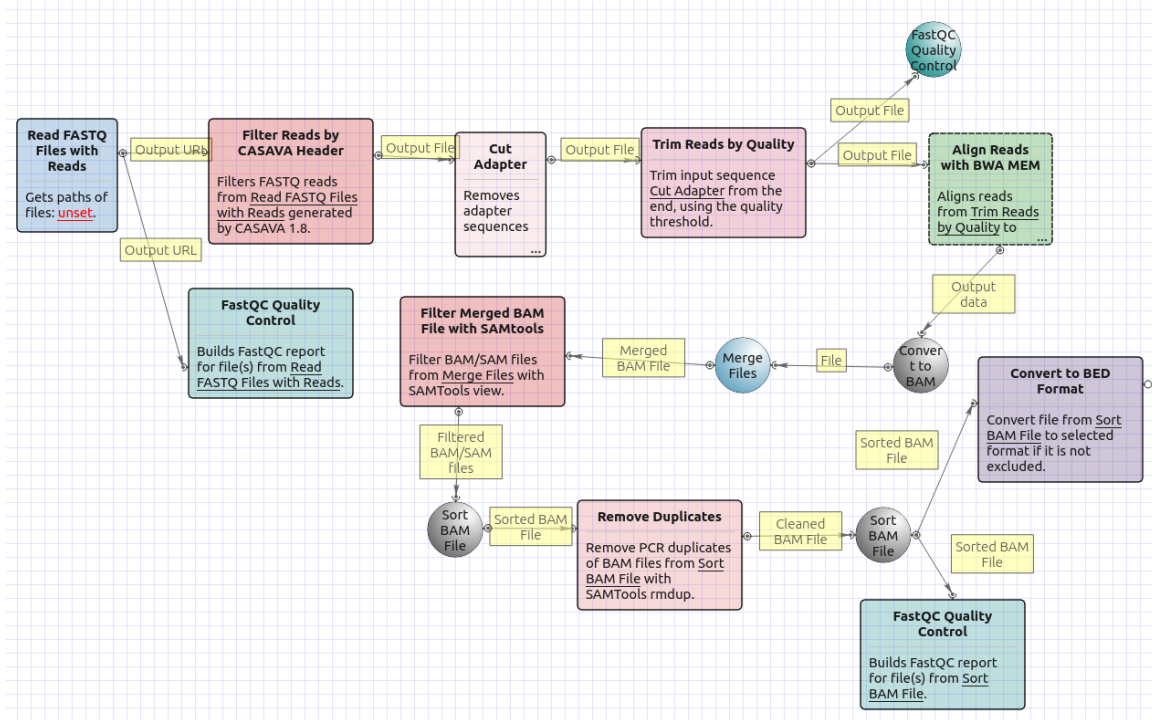 FastQC
Quality
Control
Output File
Read FASTQ
Files with
Reads
Gets paths of
files: unset.
Output URL
Filter Reads by
CASAVA Header
Filters FASTQ reads
from Read FASTQ Files
with Reads generated
by CASAVA 1.8.
Output File
Cut
Adapter
Removes
adapter
sequences
...
Output File
Trim Reads by Quality
Trim input sequence
Cut Adapter from the
end, using the quality
threshold.
Output File
Align Reads
with BWA MEM
Aligns reads
from Trim Reads
by Quality to
...
Output URL
Output
data
FastQC Quality
Control
Builds FastQC report
for file(s) from Read
FASTQ Files with Reads.
Filter Merged BAM
File with SAMtools
Filter BAM/SAM files
from Merge Files with
SAMTools view.
Merged
BAM File
Merge
Files
File
Conver
t to
BAM
Convert to BED
Format
Convert file from Sort
BAM File to selected
format if it is not
excluded.
Filtered
BAM/SAM
files
Sorted BAM
File
Sort
BAM
File
Sorted BAM
File
Remove Duplicates
Remove PCR duplicates
of BAM files from Sort
BAM File with
SAMTools rmdup.
Cleaned
BAM File
Sort
BAM
File
Sorted BAM
File
FastQC Quality
Control
Builds FastQC report
for file(s) from Sort
BAM File.